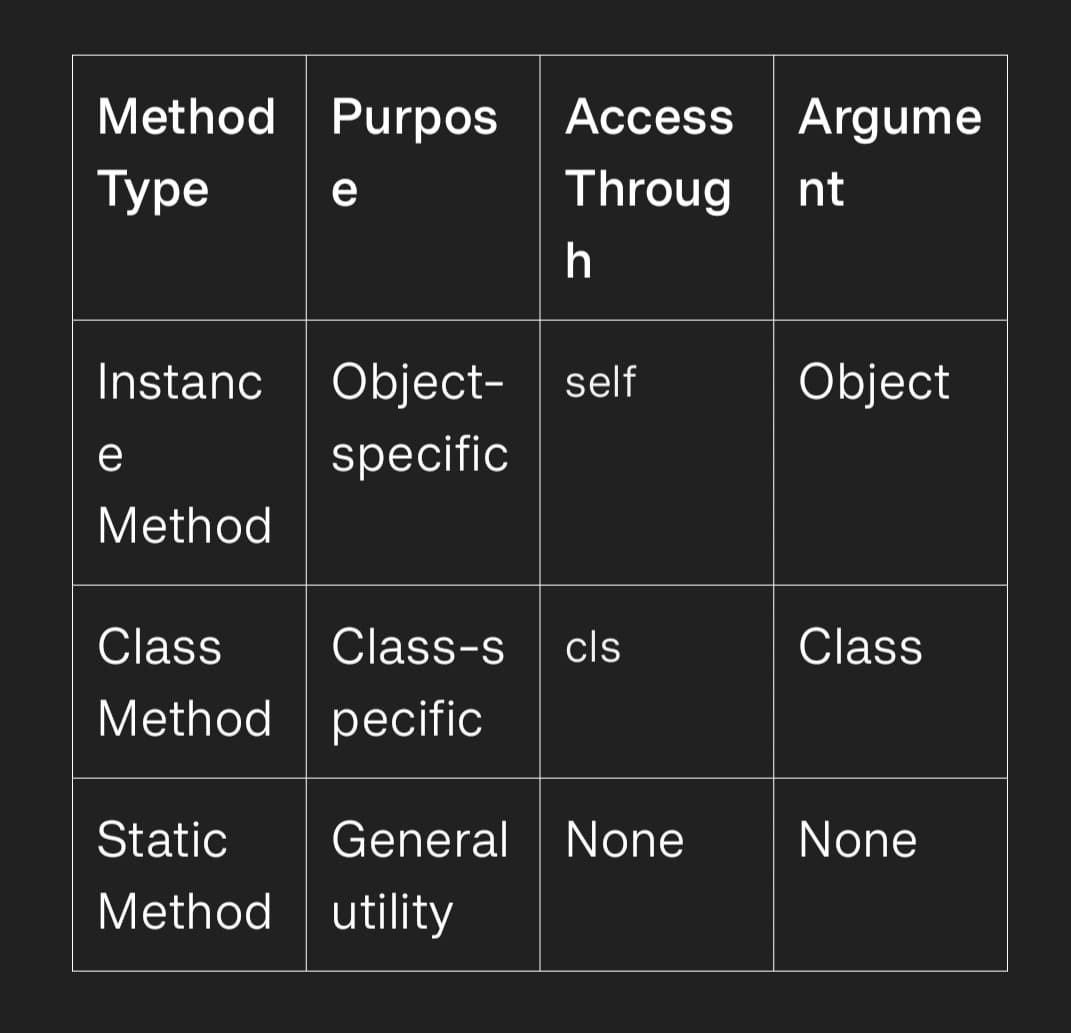 Method Type
Purpose
Access Through
Argument
Instance Method
Object-specific
self
Object
Class Method
Class-specific
cls
Class
Static Method
General utility
None
None